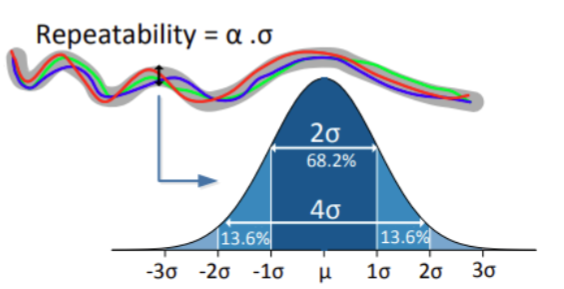 Repeatability = α .σ
2σ
68.2%
4σ
13.6% 13.6%
-3σ -2σ -1σ µ 1σ 2σ 3σ